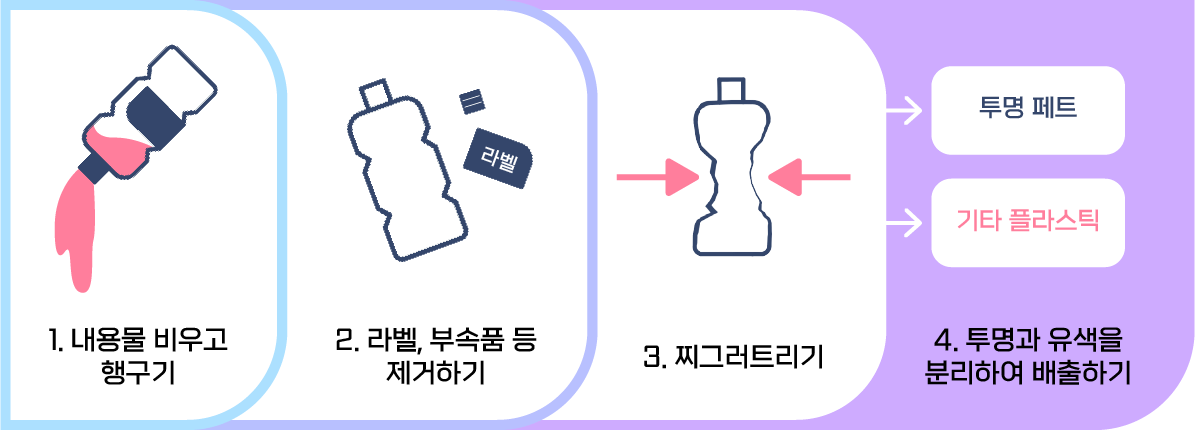 1. 내용물 비우고
행구기
라벨
2. 라벨, 부속품 등
제거하기
3. 찌그러트리기
투명 페트
기타 플라스틱
4. 투명과 유색을
분리하여 배출하기